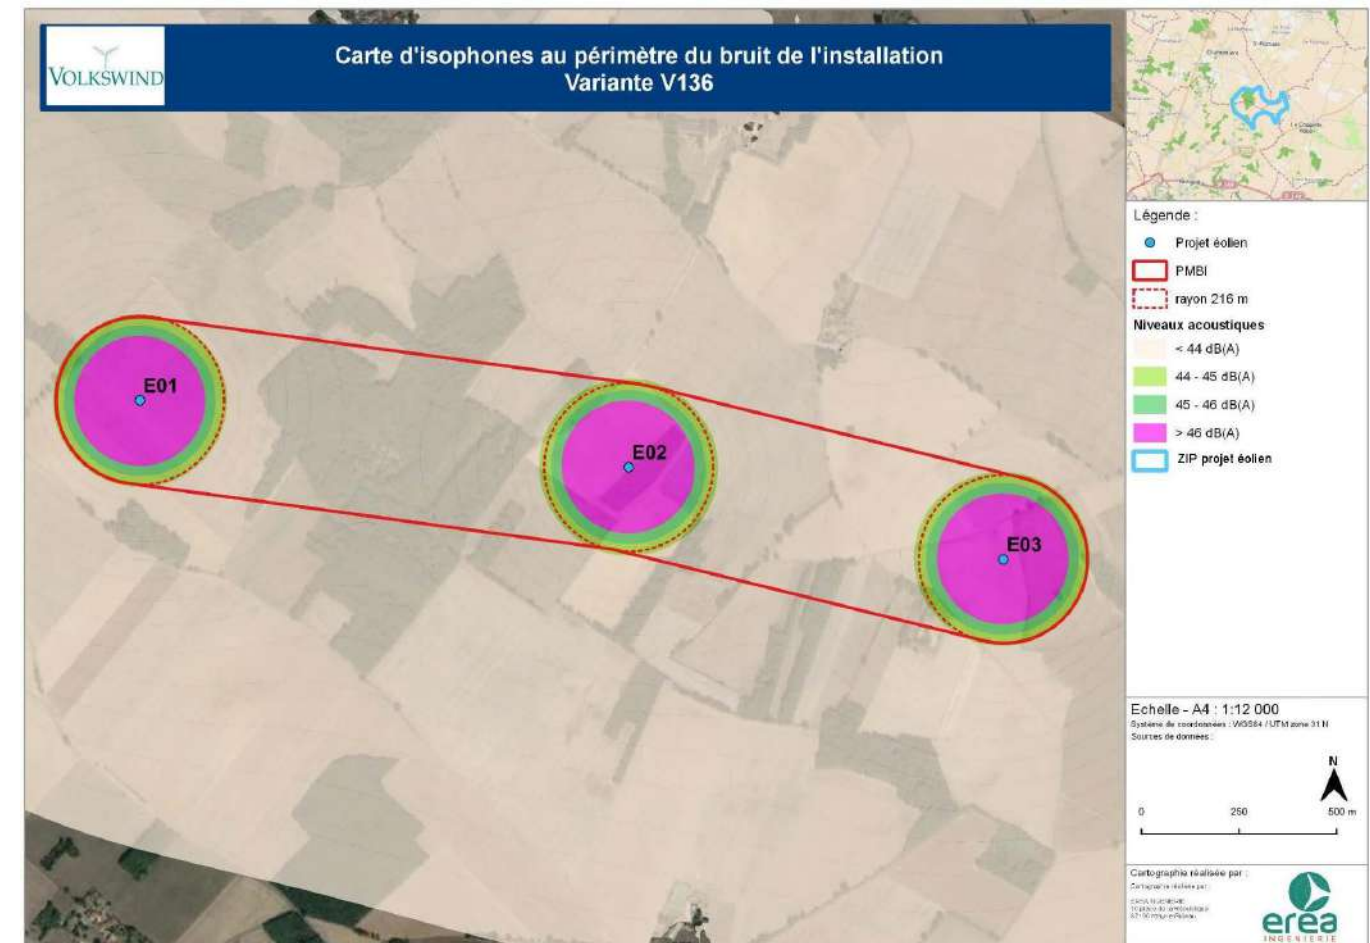 VOLKSWIND
Carte d'isophones au périmètre du bruit de l'installation
Variante V136
E01
E02
E03
Légende :
Projet éolien
PMBI
rayon 216 m
Niveaux acoustiques
< 44 dB(A)
44 - 45 dB(A)
45 - 46 dB(A)
> 46 dB(A)
ZIP projet éolien
Echelle - A4 : 1:12 000
Système de coordonnées : WGS84 / UTM zone 31 N
Sources de données :
N
0 250 500 m
Cartographie réalisée par :
Cartographie réalisée par :
erea
INGENIERIE